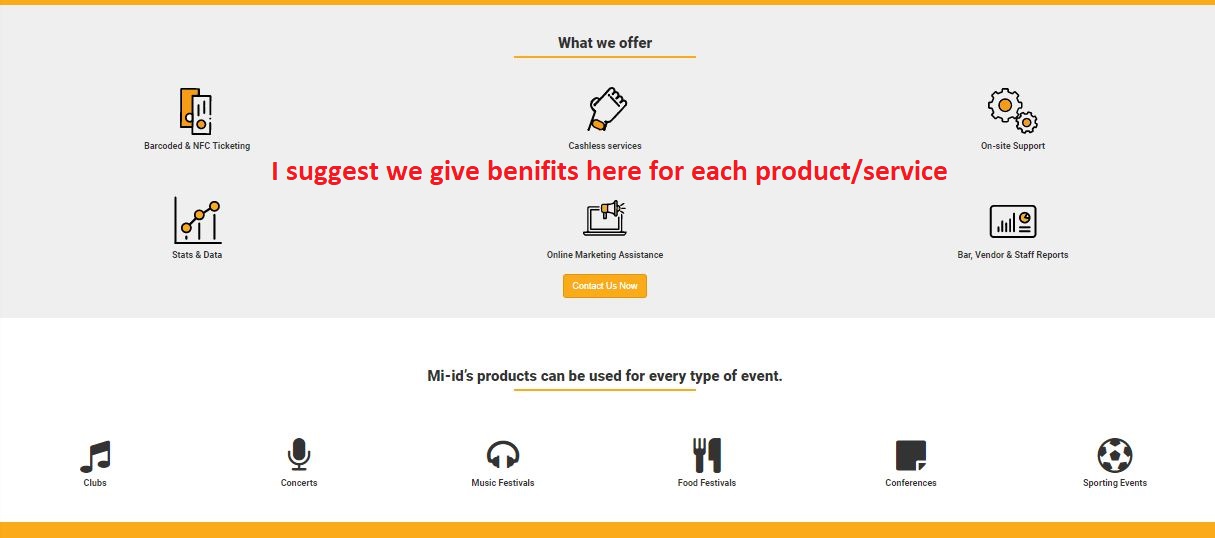 What we offer
Barcoded & NFC Ticketing
Cashless services
On-site Support
I suggest we give benifits here for each product/service
Stats & Data
Online Marketing Assistance
Bar, Vendor & Staff Reports
Contact Us Now
Mi-id’s products can be used for every type of event.
Clubs
Concerts
Music Festivals
Food Festivals
Conferences
Sporting Events